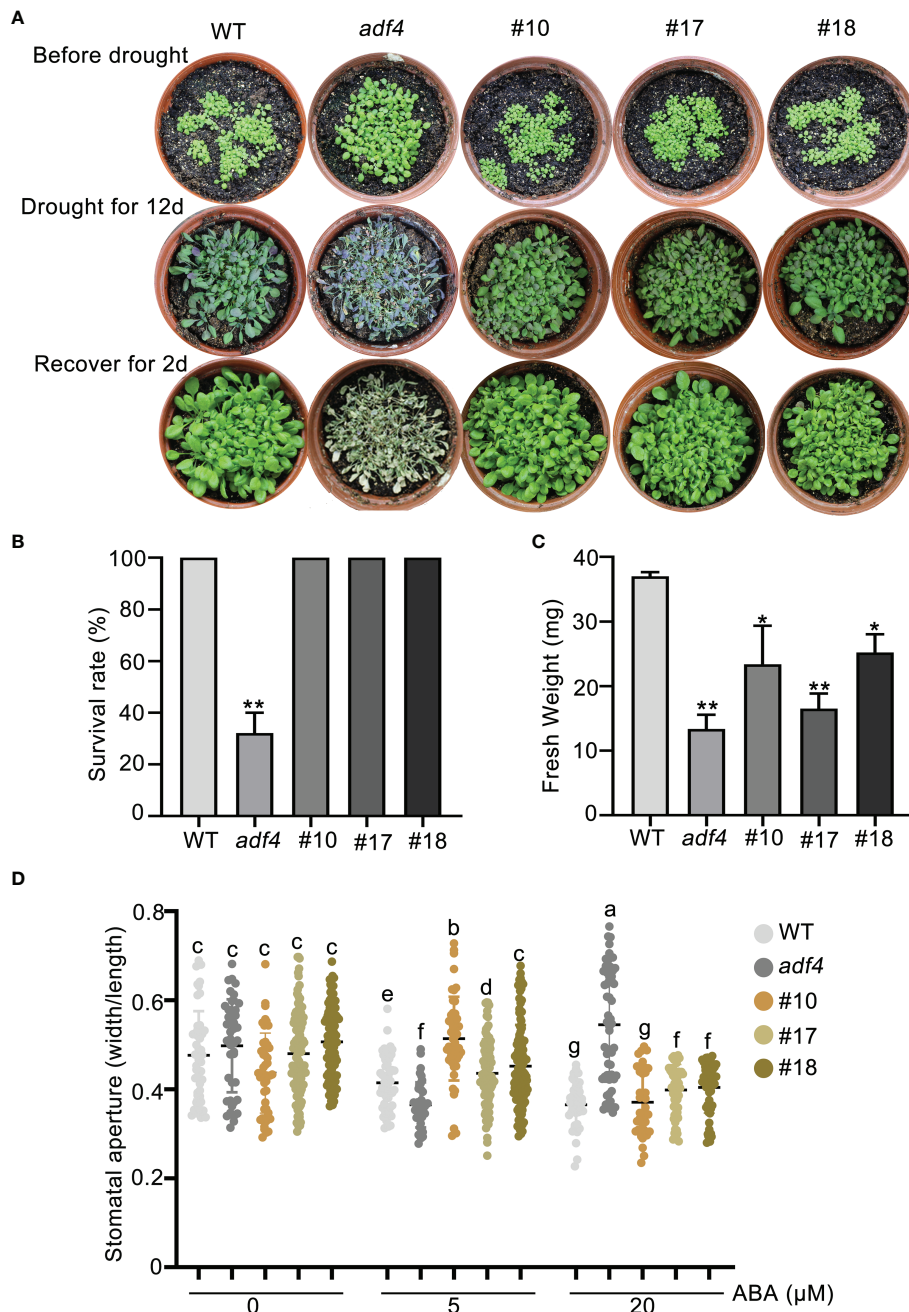 A
WT adf4 #10 #17 #18
Before drought
Drought for 12d
Recover for 2d
B
Survival rate (%)
100
80
60
40
20
0
**
WT adf4 #10 #17 #18
C
Fresh Weight (mg)
40
30
20
10
0
** * ** *
WT adf4 #10 #17 #18
D
Stomatal aperture (width/length)
0.8
0.6
0.4
0.2
0
c c c c c
e f b d c
g a g f f
WT
adf4
#10
#17
#18
0 5 20 ABA (µM)